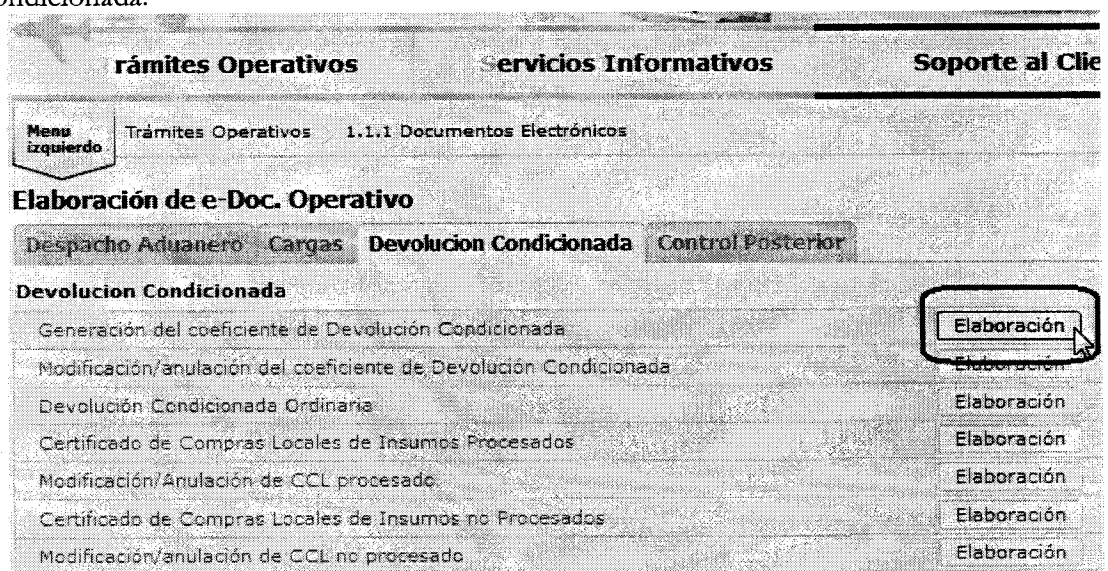 ondicionada.
rámites Operativos ervicios Informativos Soporte al Clie
Menu izquierdo Trámites Operativos 1.1.1 Documentos Electrónicos
Elaboración de e-Doc. Operativo
Despacho Aduanero Cargas Devolucion Condicionada Control Posterior
Devolucion Condicionada
Generación del coeficiente de Devolución Condicionada Elaboración
Modificación/anulación del coeficiente de Devolución Condicionada Elaboración
Devolución Condicionada Ordinaria Elaboración
Certificado de Compras Locales de Insumos Procesados Elaboración
Modificación/Anulación de CCL procesado. Elaboración
Certificado de Compras Locales de Insumos no Procesados Elaboración
Modificación/anulación de CCL no procesado Elaboración